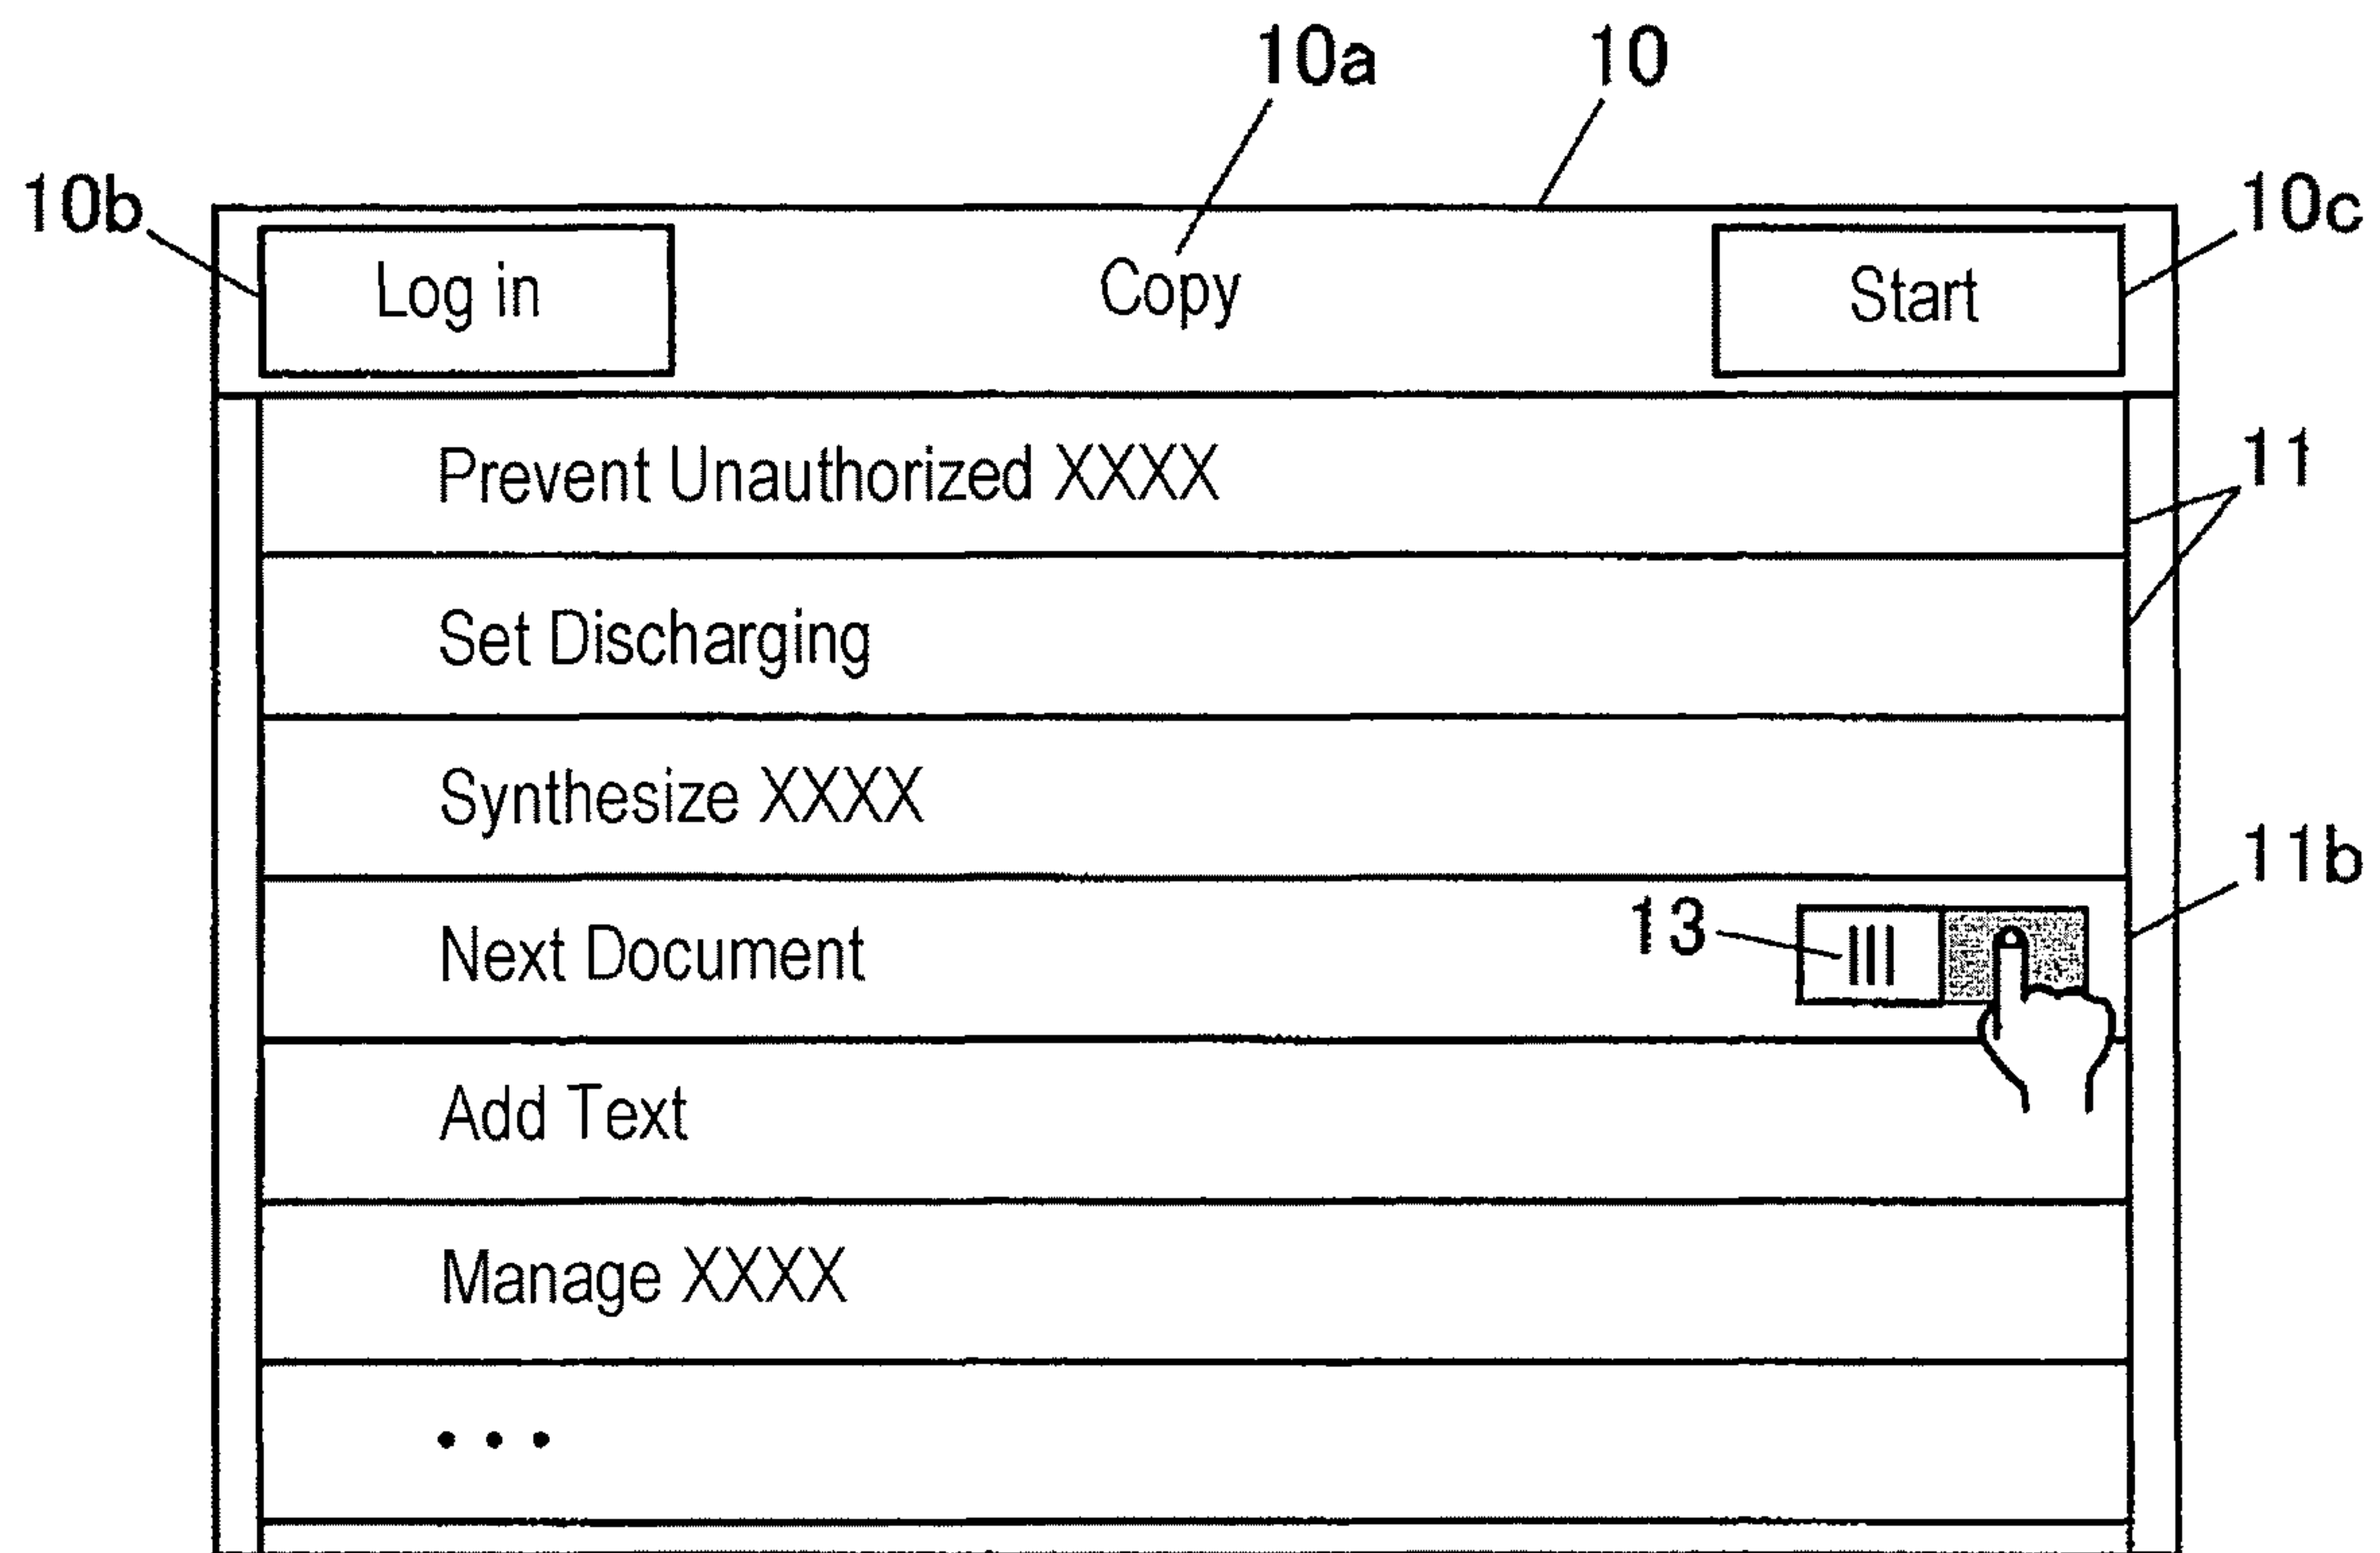 10a 10
10b 10c
Log in Copy Start
Prevent Unauthorized XXXX
11
Set Discharging
Synthesize XXXX
11b
Next Document 13
Add Text
Manage XXXX
• • •